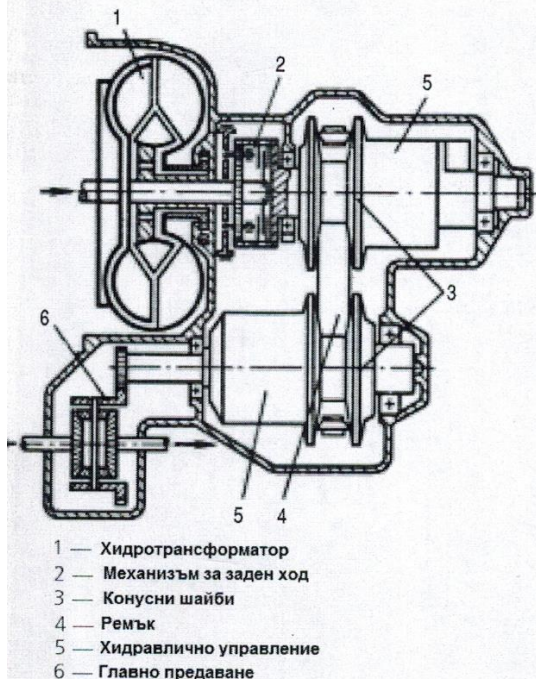 1
2
5
3
6
5
4
1 — Хидротрансформатор
2 — Механизъм за заден ход
3 — Конусни шайби
4 — Ремък
5 — Хидравлично управление
6 — Главно предаване